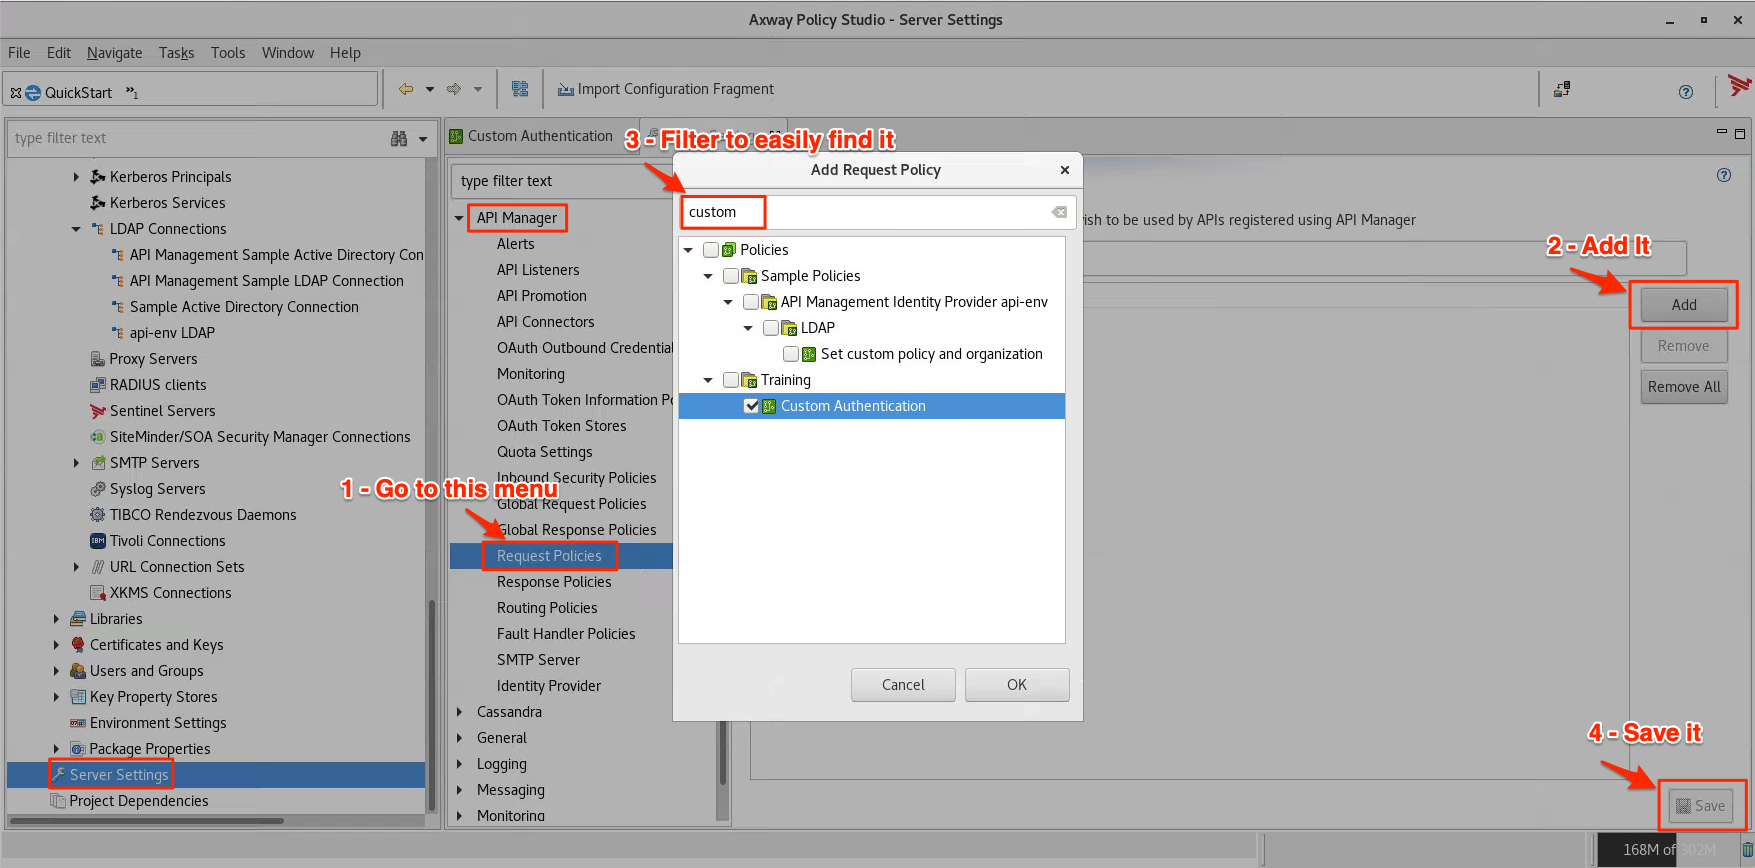 Axway Policy Studio - Server Settings
File Edit Navigate Tasks Tools Window Help
QuickStart »1
Import Configuration Fragment
type filter text
Kerberos Principals
Kerberos Services
LDAP Connections
API Management Sample Active Directory Con
API Management Sample LDAP Connection
Sample Active Directory Connection
api-env LDAP
Proxy Servers
RADIUS clients
Sentinel Servers
SiteMinder/SOA Security Manager Connections
SMTP Servers
Syslog Servers
TIBCO Rendezvous Daemons
IBM Tivoli Connections
URL Connection Sets
XKMS Connections
Libraries
Certificates and Keys
Users and Groups
Key Property Stores
Environment Settings
Package Properties
Server Settings
Project Dependencies
Custom Authentication
3 - Filter to easily find it
type filter text
API Manager
Alerts
API Listeners
API Promotion
API Connectors
OAuth Outbound Credential
Monitoring
OAuth Token Information Po
OAuth Token Stores
Quota Settings
Inbound Security Policies
1 - Go to this menu
Global Request Policies
Global Response Policies
Request Policies
Response Policies
Routing Policies
Fault Handler Policies
SMTP Server
Identity Provider
Cassandra
General
Logging
Messaging
Monitoring
Add Request Policy
custom
Policies
Sample Policies
API Management Identity Provider api-env
LDAP
Set custom policy and organization
Training
Custom Authentication
Cancel OK
ish to be used by APIs registered using API Manager
2 - Add It
Add
Remove
Remove All
4 - Save it
Save
168M of 302M